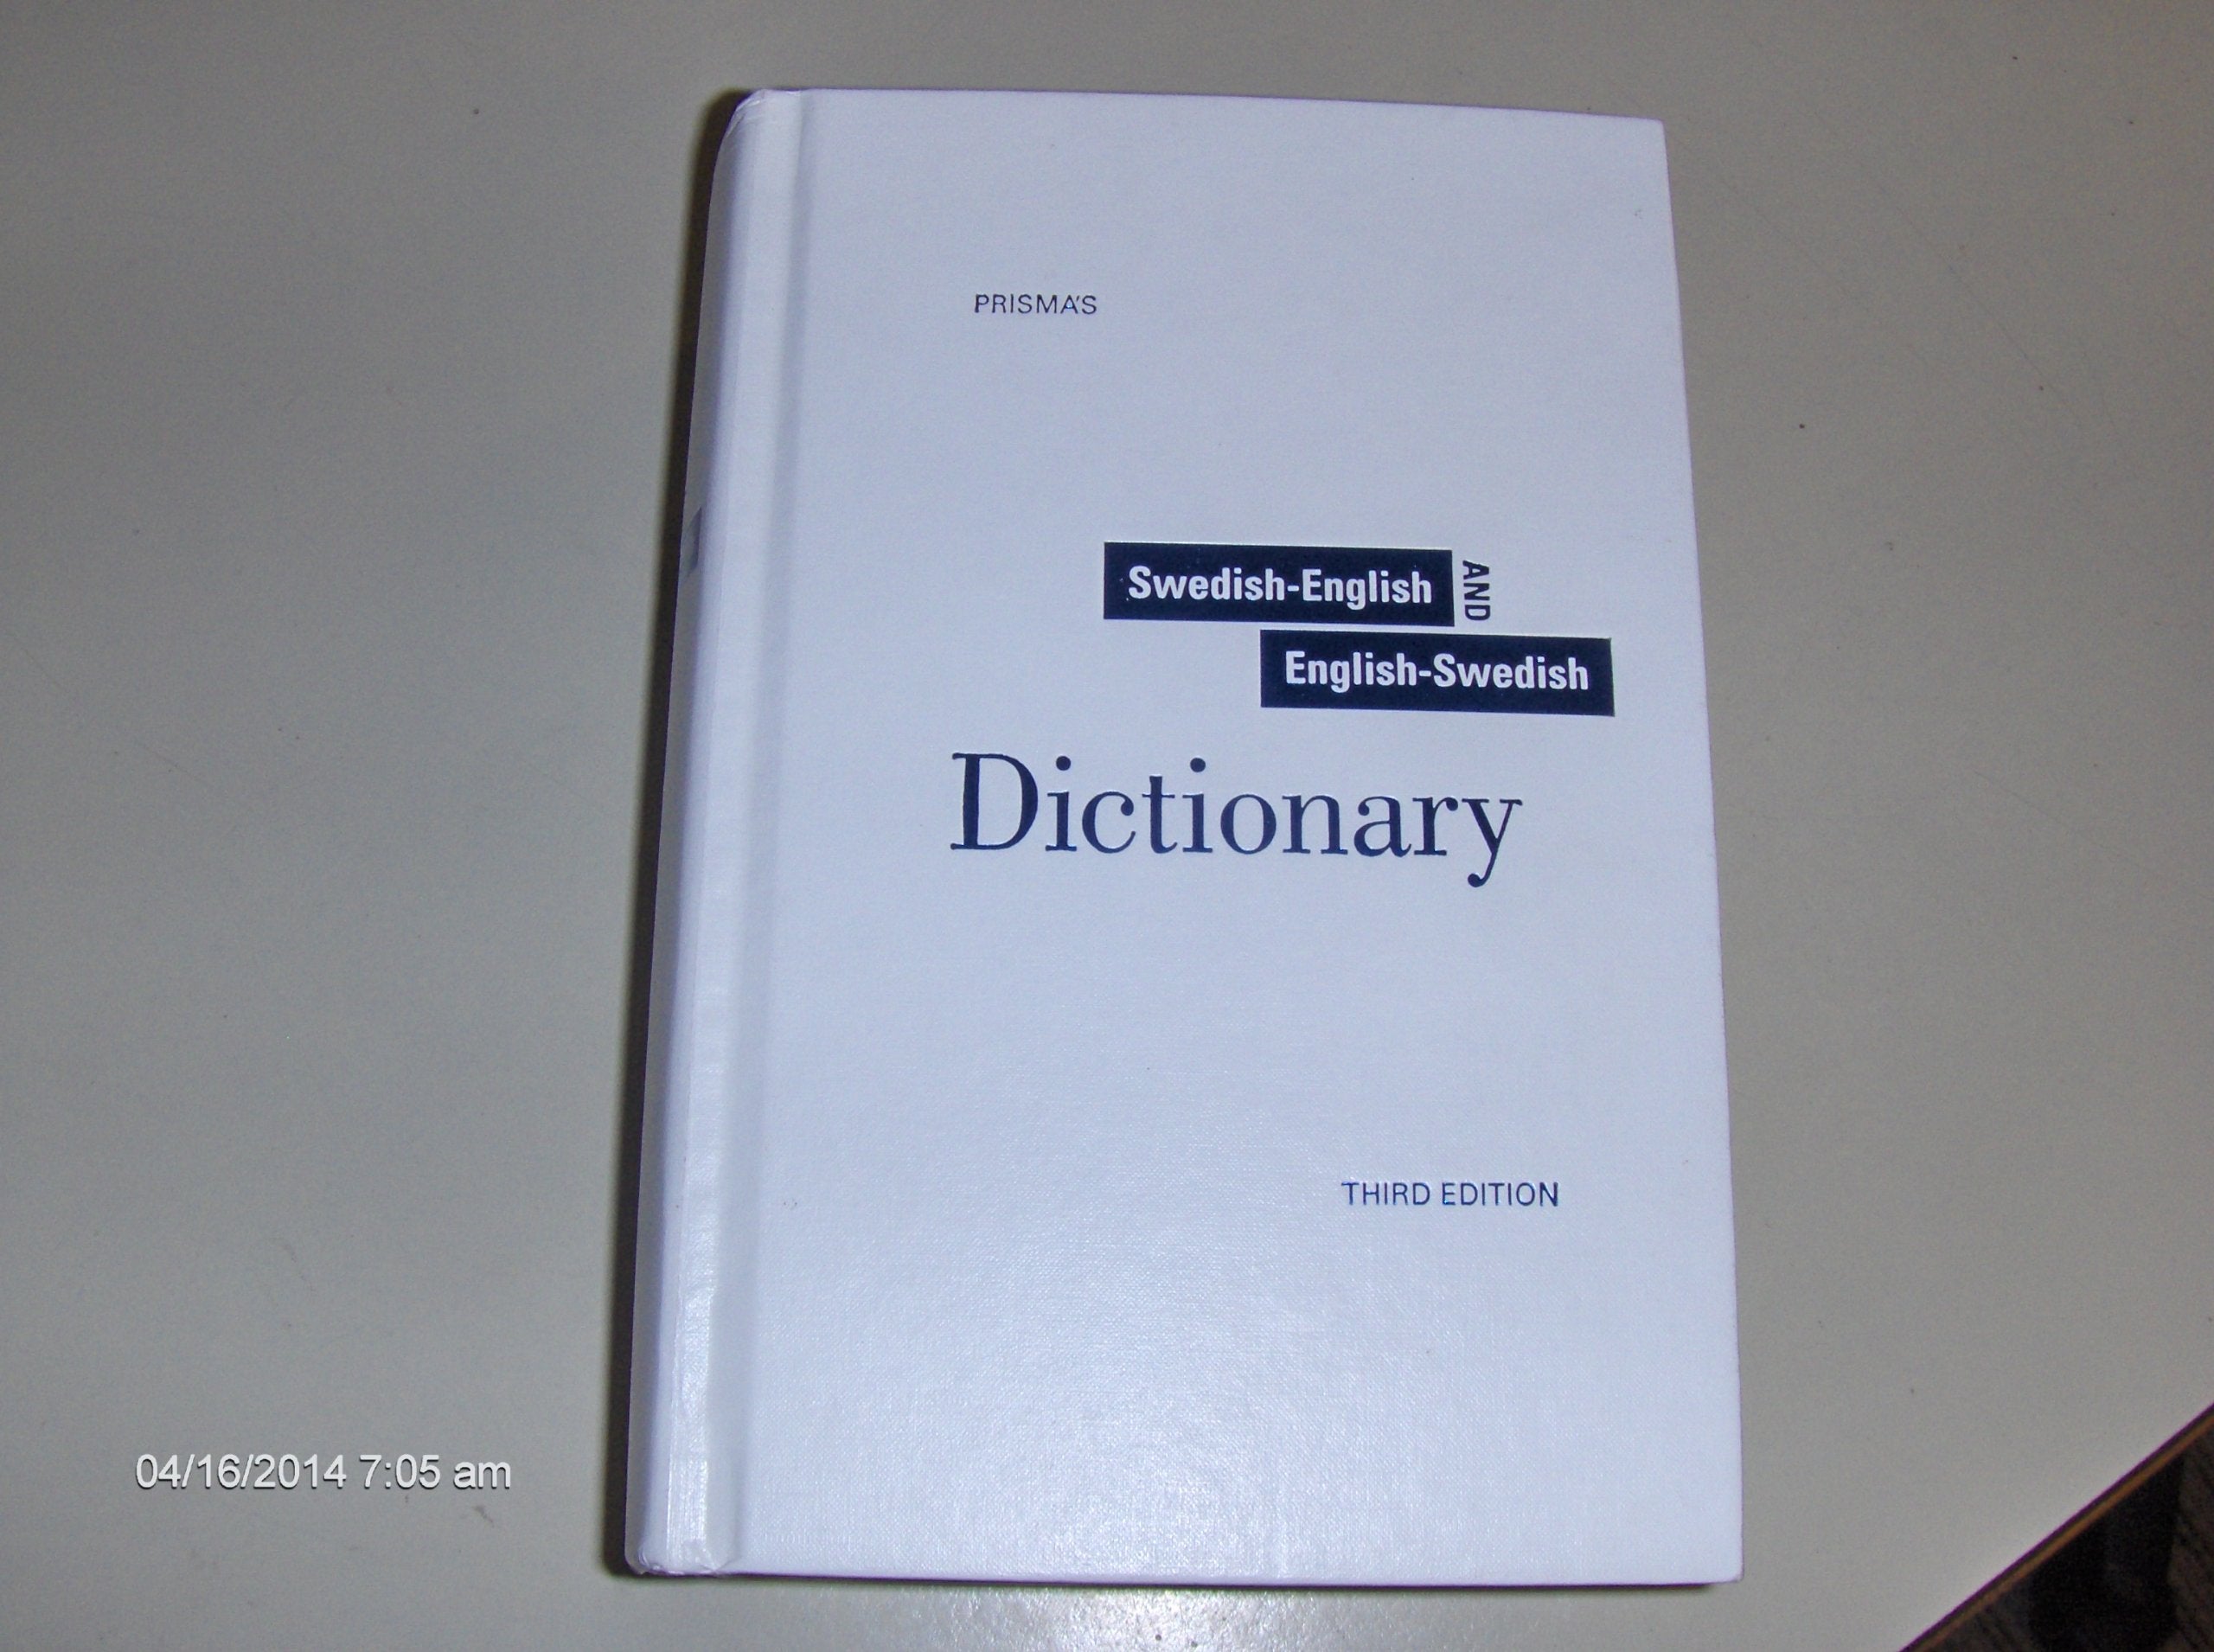 PRISMA'S
Swedish-English AND
English-Swedish
Dictionary
THIRD EDITION
04/16/2014 7:05 am